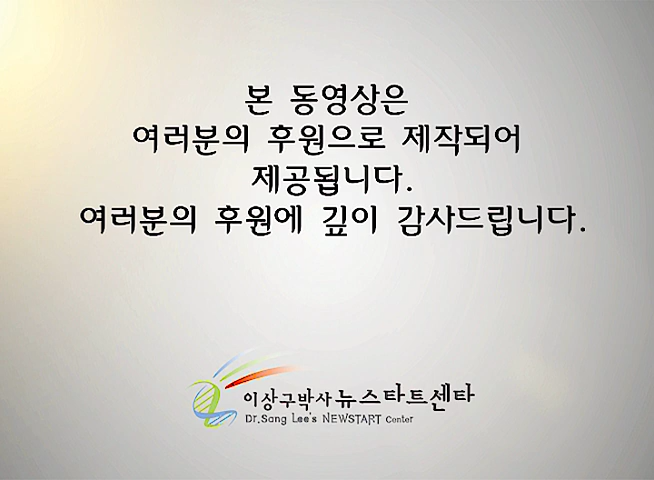 본 동영상은
여러분의 후원으로 제작되어
제공됩니다.
여러분의 후원에 깊이 감사드립니다.
이상구박사 뉴스타트센타
Dr.Sang Lee's NEWSTART Center